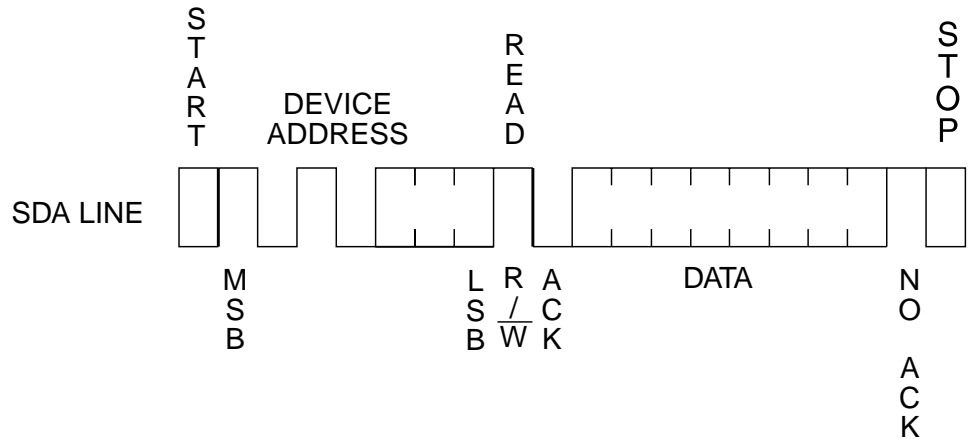 START
DEVICE
ADDRESS
READ
STOP
SDA LINE
MSB
LSB
R/W
ACK
DATA
NO ACK